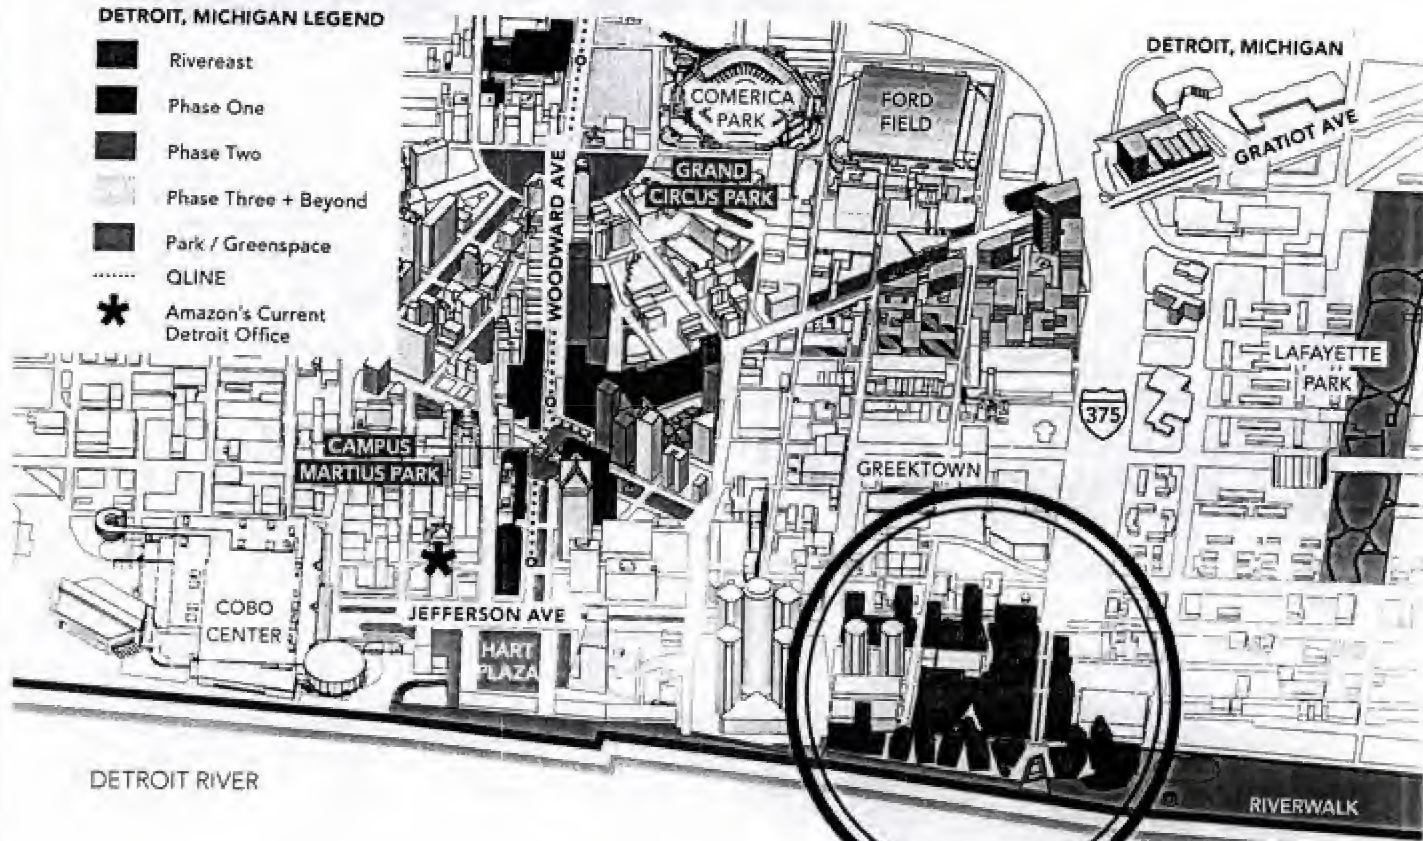 DETROIT, MICHIGAN LEGEND
Rivereast
Phase One
Phase Two
Phase Three + Beyond
Park / Greenspace
QLINE
Amazon's Current
Detroit Office
DETROIT, MICHIGAN
COMERICA
PARK
FORD
FIELD
GRATIOT AVE
GRAND
CIRCUS PARK
WOODWARD AVE
LAFAYETTE
PARK
375
CAMPUS
MARTIUS PARK
GREEKTOWN
COBO
CENTER
JEFFERSON AVE
HART
PLAZA
DETROIT RIVER
RIVERWALK